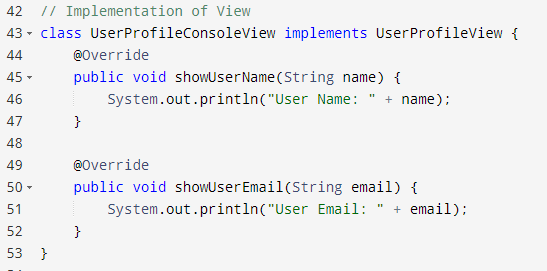 42 // Implementation of View
43 class UserProfileConsoleView implements UserProfileView {
44     @Override
45     public void showUserName(String name) {
46         System.out.println("User Name: " + name);
47     }
48
49     @Override
50     public void showUserEmail(String email) {
51         System.out.println("User Email: " + email);
52     }
53 }